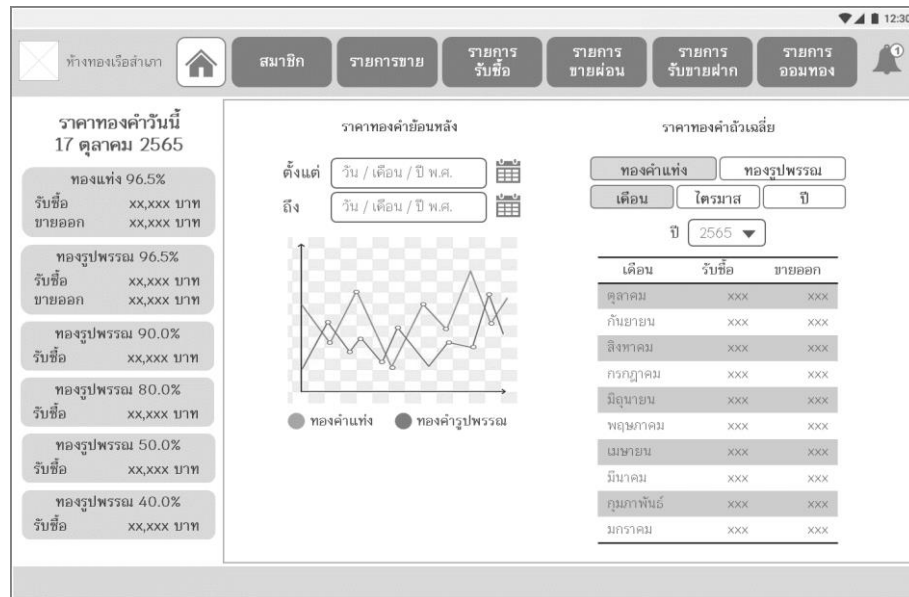 12:30
ห้างทองเรือสำเภา
สมาชิก
รายการขาย
รายการ
รับซื้อ
รายการ
ขายผ่อน
รายการ
รับขายฝาก
รายการ
ออมทอง
1
ราคาทองคำวันนี้
17 ตุลาคม 2565
ทองแท่ง 96.5%
รับซื้อ xx,xxx บาท
ขายออก xx,xxx บาท
ทองรูปพรรณ 96.5%
รับซื้อ xx,xxx บาท
ขายออก xx,xxx บาท
ทองรูปพรรณ 90.0%
รับซื้อ xx,xxx บาท
ทองรูปพรรณ 80.0%
รับซื้อ xx,xxx บาท
ทองรูปพรรณ 50.0%
รับซื้อ xx,xxx บาท
ทองรูปพรรณ 40.0%
รับซื้อ xx,xxx บาท
ราคาทองคำย้อนหลัง
ตั้งแต่ วัน / เดือน / ปี พ.ศ.
ถึง วัน / เดือน / ปี พ.ศ.
ทองคำแท่ง ทองคำรูปพรรณ
ราคาทองคำถัวเฉลี่ย
ทองคำแท่ง ทองรูปพรรณ
เดือน ไตรมาส ปี
ปี 2565
เดือน รับซื้อ ขายออก
ตุลาคม xxx xxx
กันยายน xxx xxx
สิงหาคม xxx xxx
กรกฎาคม xxx xxx
มิถุนายน xxx xxx
พฤษภาคม xxx xxx
เมษายน xxx xxx
มีนาคม xxx xxx
กุมภาพันธ์ xxx xxx
มกราคม xxx xxx